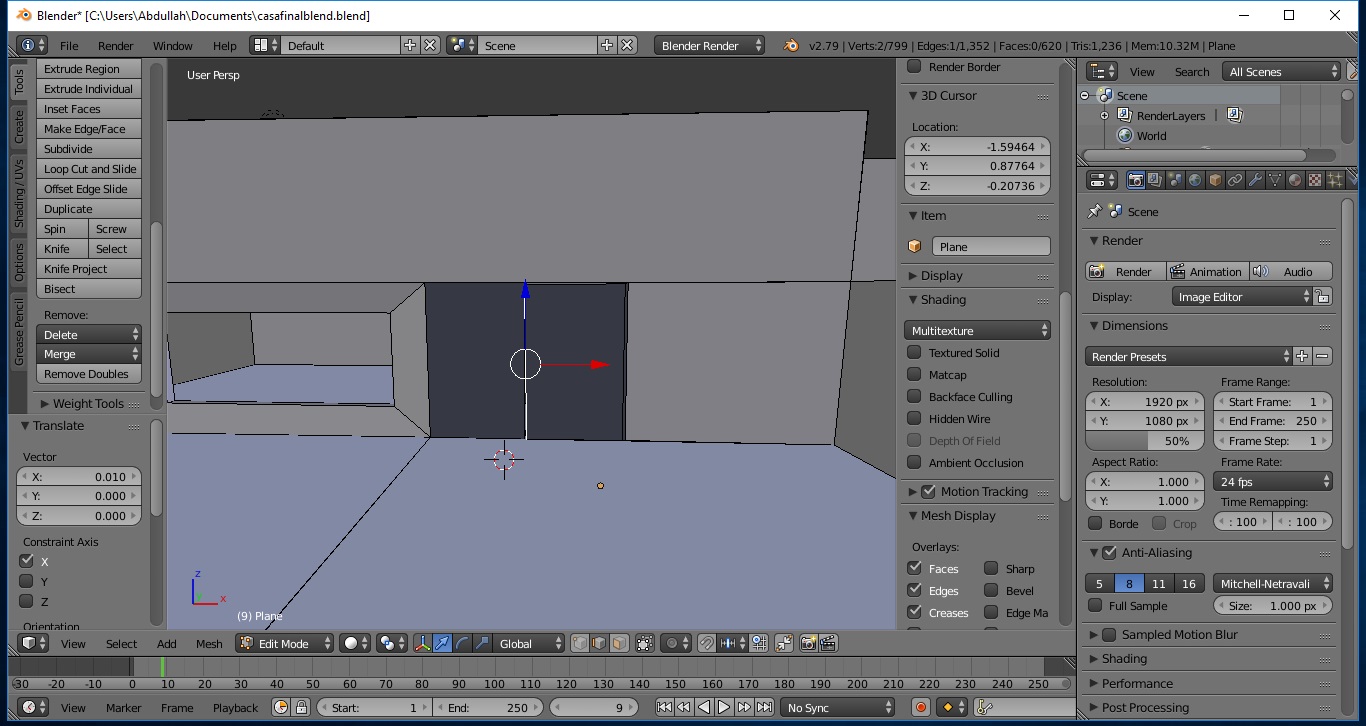 Blender* [C:\Users\Abdullah\Documents\casafinalblend.blend]
File Render Window Help Default Scene Blender Render v2.79 | Verts:2/799 | Edges:1/1,352 | Faces:0/620 | Tris:1,236 | Mem:10.32M | Plane
Tools
Create
Shading / UVs
Options
Grease Pencil
Extrude Region
Extrude Individual
Inset Faces
Make Edge/Face
Subdivide
Loop Cut and Slide
Offset Edge Slide
Duplicate
Spin Screw
Knife Select
Knife Project
Bisect
Remove:
Delete
Merge
Remove Doubles
Weight Tools
Translate
Vector
X: 0.010
Y: 0.000
Z: 0.000
Constraint Axis
X
Y
Z
Orientation
User Persp
z
y
x
(9) Plane
Render Border
3D Cursor
Location:
X: -1.59464
Y: 0.87764
Z: -0.20736
Item
Plane
Display
Shading
Multitexture
Textured Solid
Matcap
Backface Culling
Hidden Wire
Depth Of Field
Ambient Occlusion
Motion Tracking
Mesh Display
Overlays:
Faces Sharp
Edges Bevel
Creases Edge Ma
View Search All Scenes
Scene
RenderLayers |
World
Scene
Render
Render Animation Audio
Display: Image Editor
Dimensions
Render Presets
Resolution: Frame Range:
X: 1920 px Start Frame: 1
Y: 1080 px End Frame: 250
50% Frame Step: 1
Aspect Ratio: Frame Rate:
X: 1.000 24 fps
Y: 1.000 Time Remapping:
Borde Crop : 100 : 100
Anti-Aliasing
5 8 11 16 Mitchell-Netravali
Full Sample Size: 1.000 px
Sampled Motion Blur
Shading
Performance
Post Processing
View Select Add Mesh Edit Mode Global
-30 -20 -10 0 10 20 30 40 50 60 70 80 90 100 110 120 130 140 150 160 170 180 190 200 210 220 230 240 250
View Marker Frame Playback Start: 1 End: 250 9 No Sync